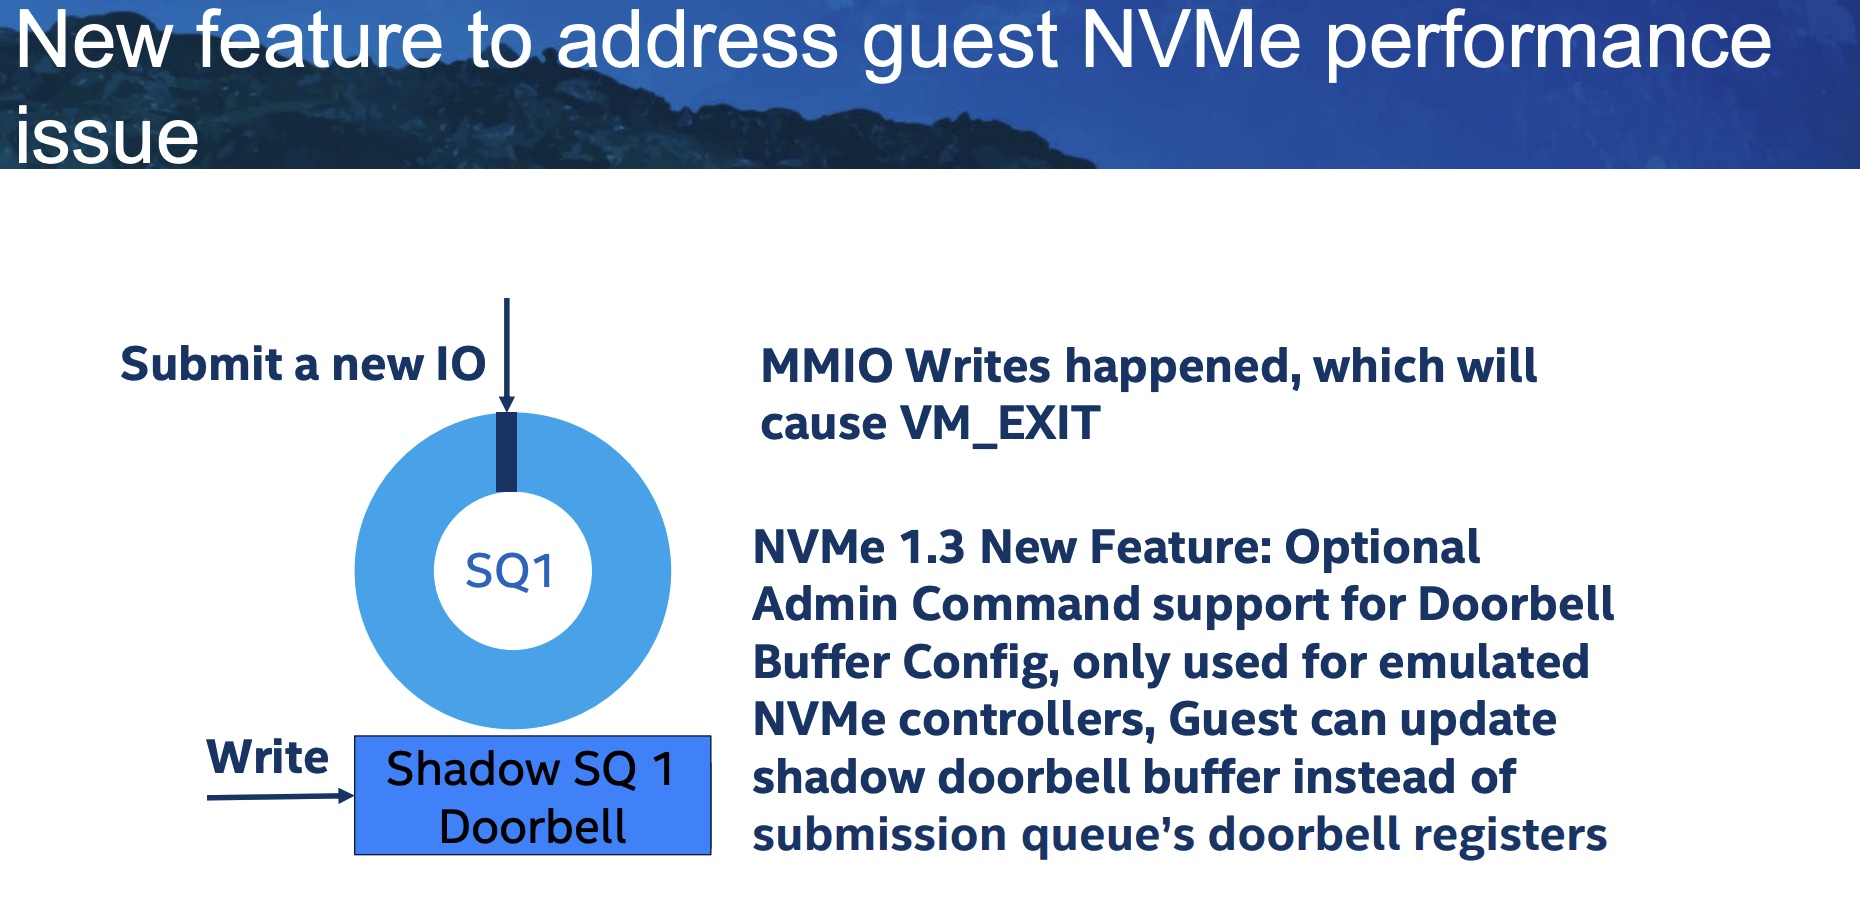 New feature to address guest NVMe performance
issue
Submit a new IO
SQ1
Write
Shadow SQ 1
Doorbell
MMIO Writes happened, which will
cause VM_EXIT
NVMe 1.3 New Feature: Optional
Admin Command support for Doorbell
Buffer Config, only used for emulated
NVMe controllers, Guest can update
shadow doorbell buffer instead of
submission queue’s doorbell registers